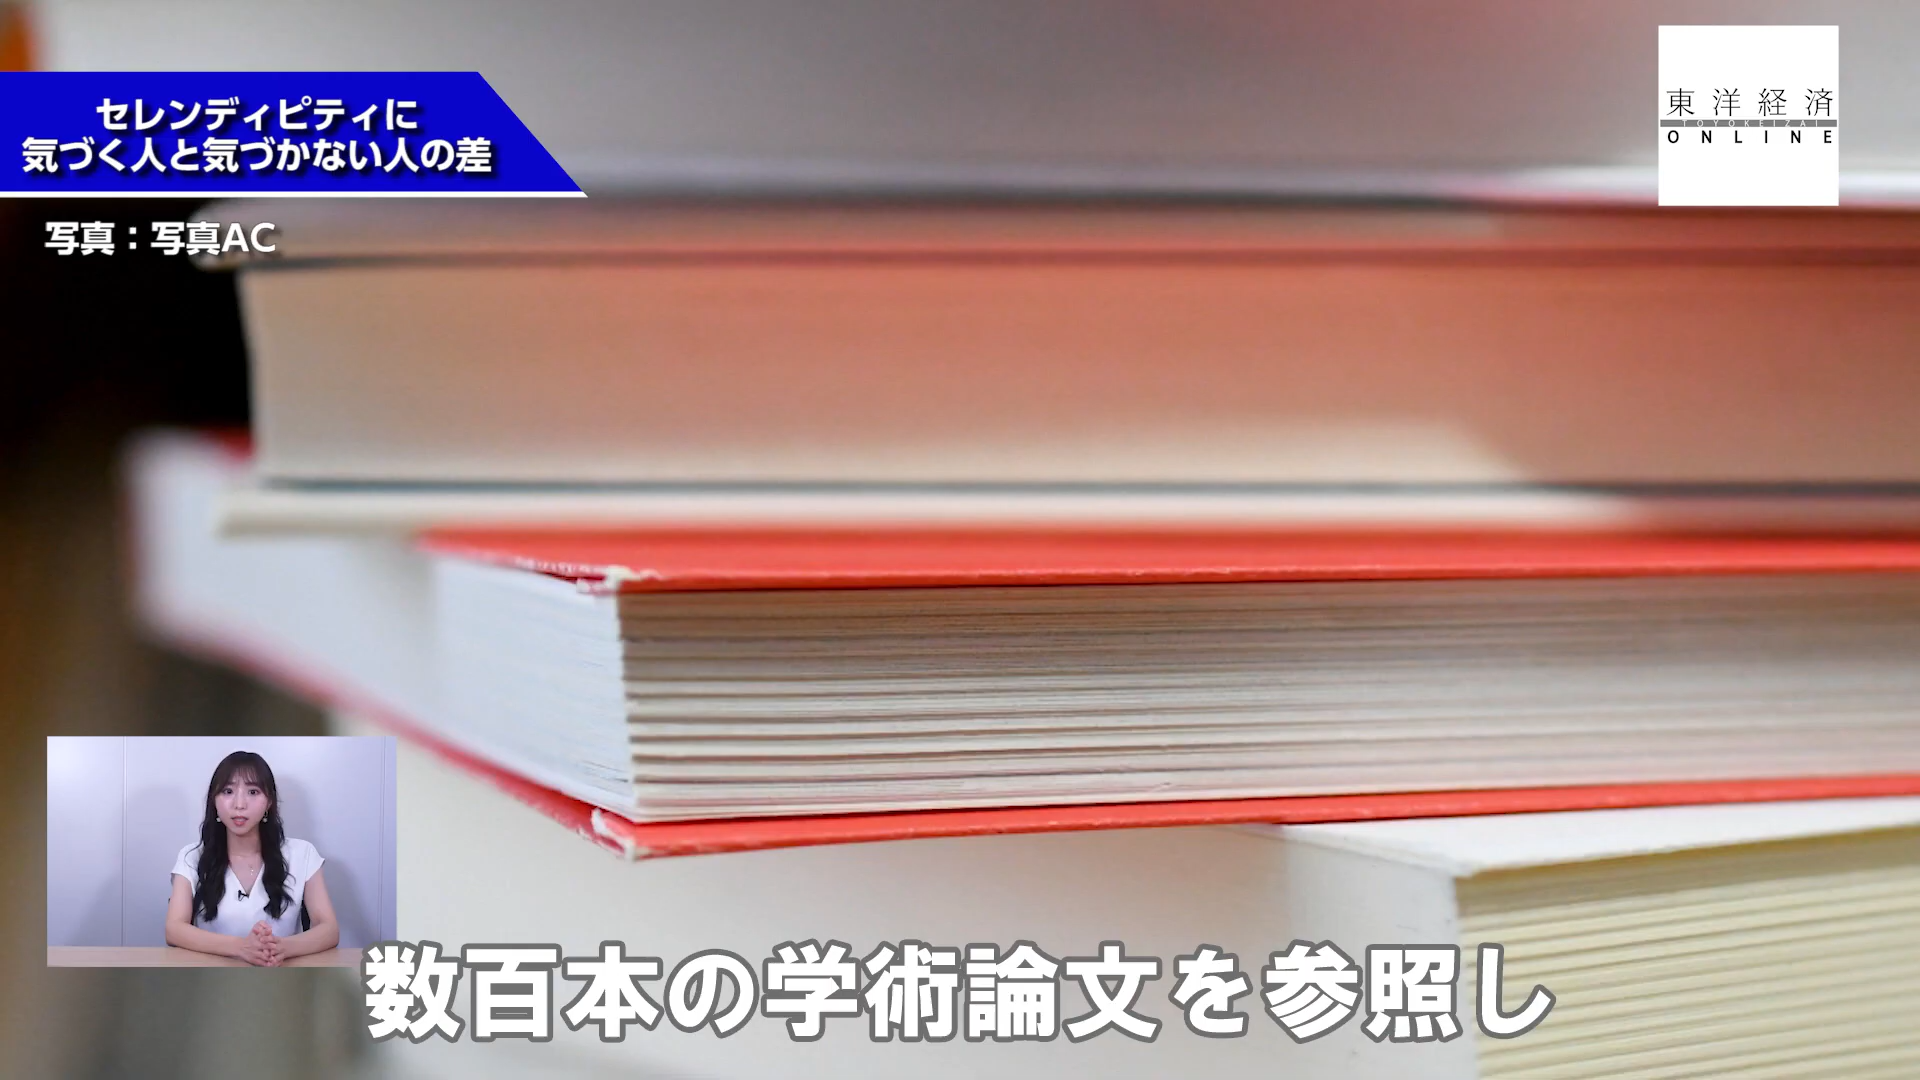 セレンディピティに
気づく人と気づかない人の差
写真：写真AC
東洋経済
TOYOKEIZAI
ONLINE
数百本の学術論文を参照し